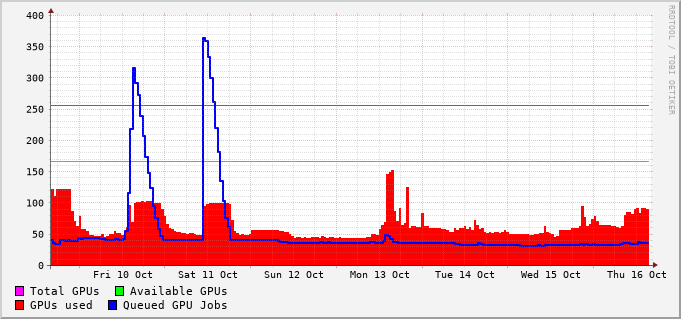 400
350
300
250
200
150
100
50
0
Fri 10 Oct Sat 11 Oct Sun 12 Oct Mon 13 Oct Tue 14 Oct Wed 15 Oct Thu 16 Oct
Total GPUs Available GPUs
GPUs used Queued GPU Jobs
RRDTOOL / TOBI OETIKER